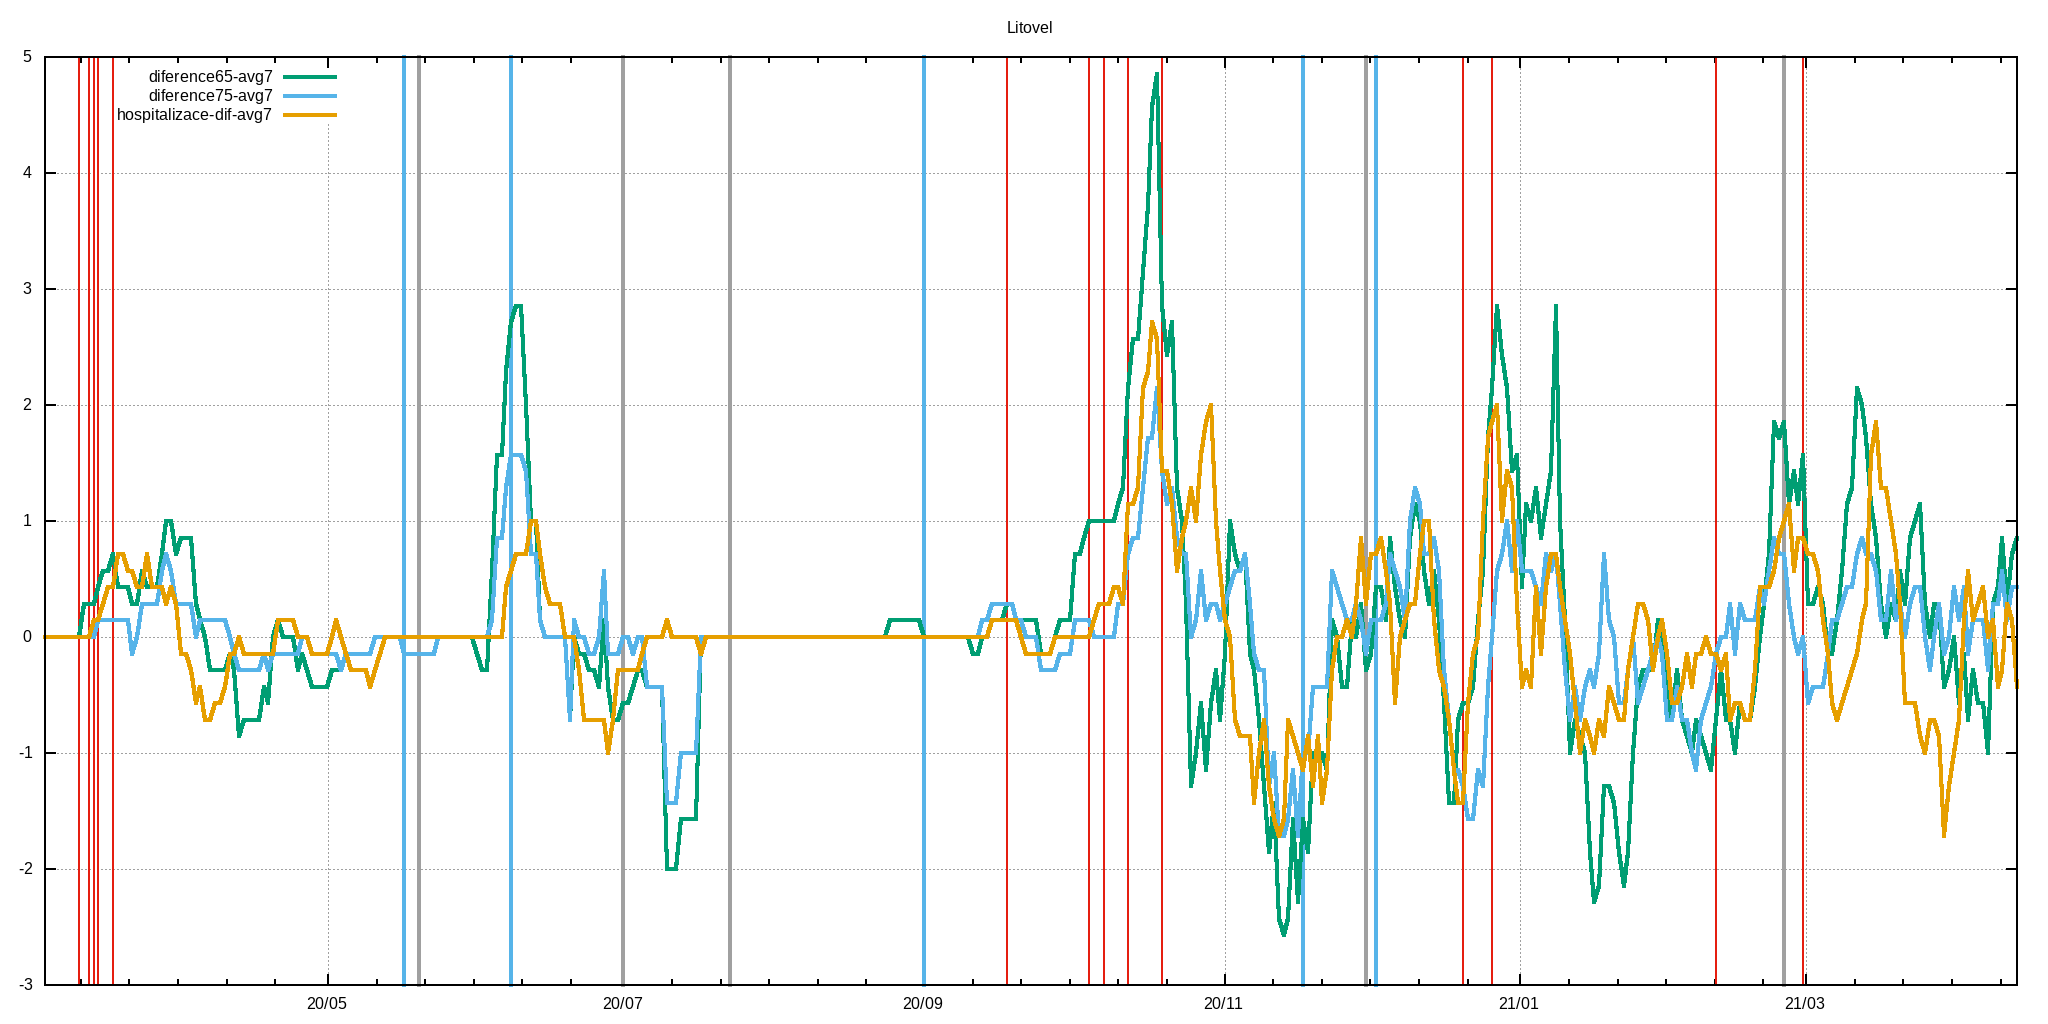 Litovel
diference65-avg7
diference75-avg7
hospitalizace-dif-avg7
5
4
3
2
1
0
-1
-2
-3
20/05 20/07 20/09 20/11 21/01 21/03